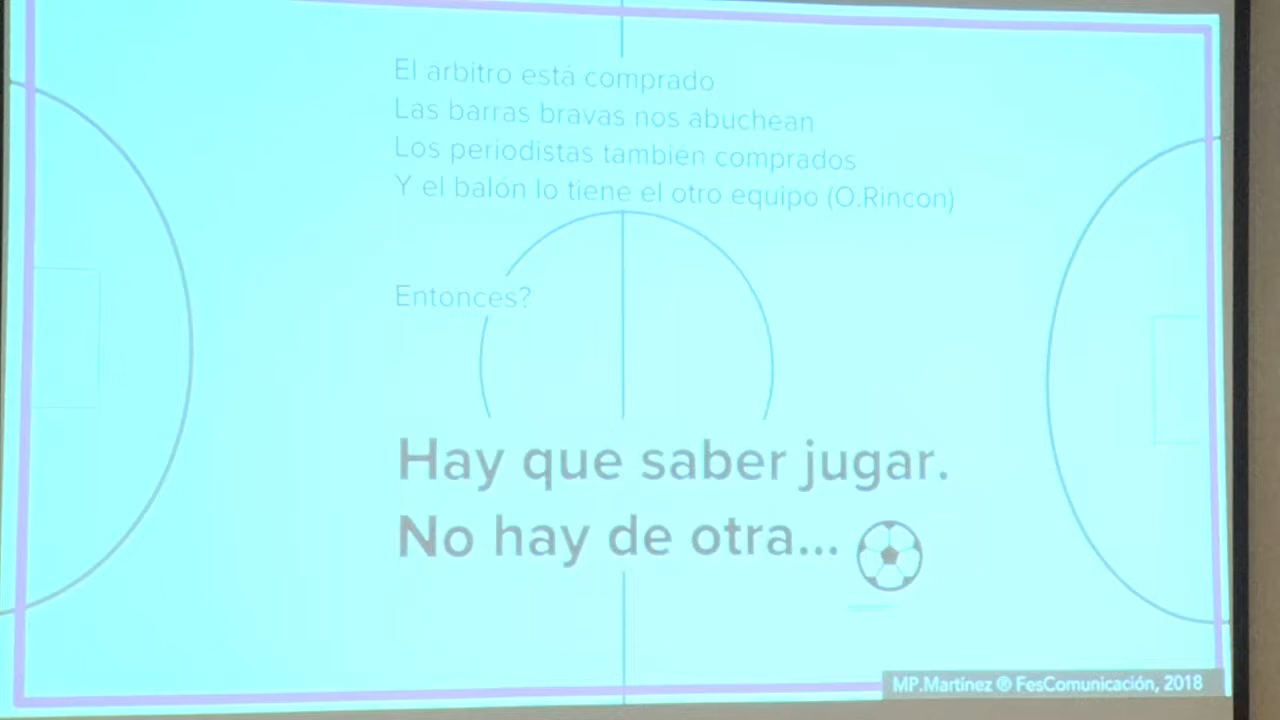 El arbitro está comprado
Las barras bravas nos abuchean
Los periodistas también comprados
Y el balón lo tiene el otro equipo (O.Rincon)
Entonces?
Hay que saber jugar.
No hay de otra...
MP.Martínez ® FesComunicación, 2018